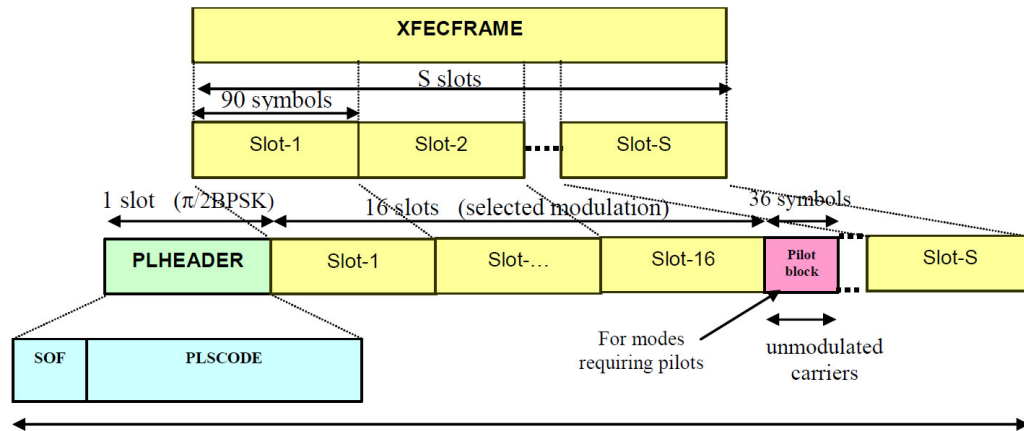 XFECFRAME
S slots
90 symbols
Slot-1 Slot-2 Slot-S
1 slot (π/2BPSK) 16 slots (selected modulation) 36 symbols
PLHEADER Slot-1 Slot-... Slot-16 Pilot block Slot-S
SOF PLSCODE
For modes
requiring pilots
unmodulated
carriers